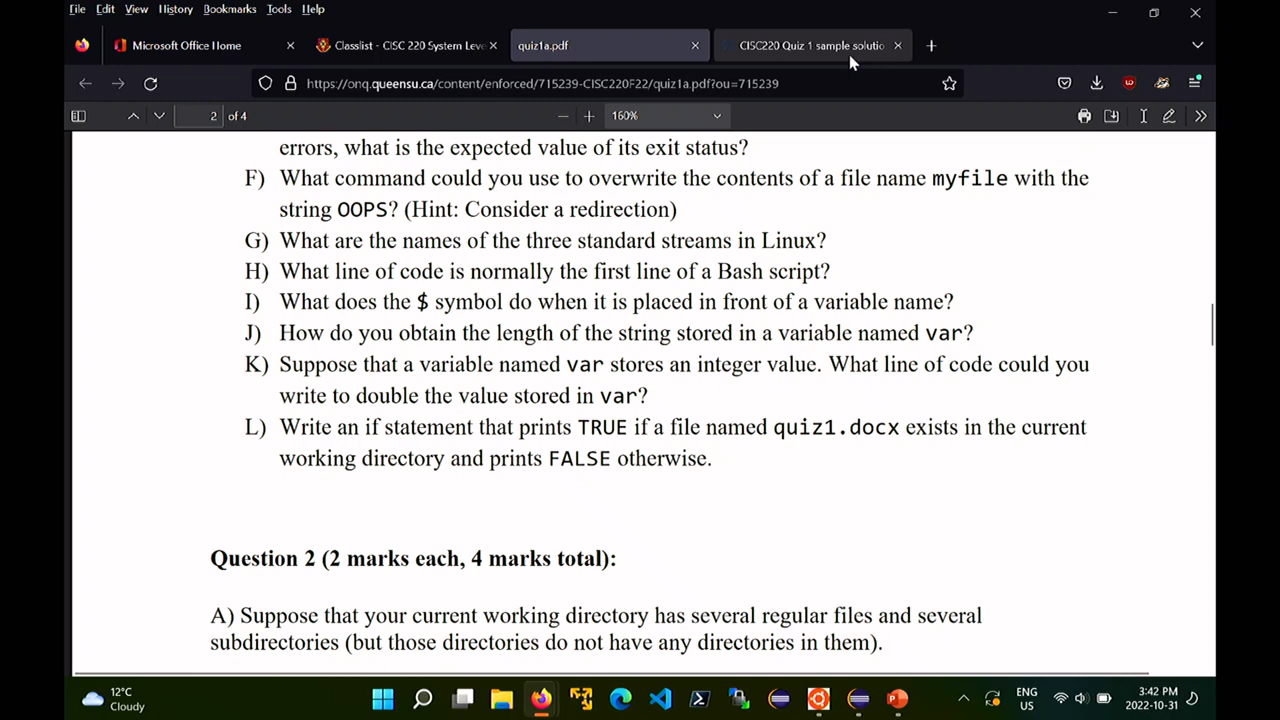 File Edit View History Bookmarks Tools Help
Microsoft Office Home
Classlist - CISC 220 System Leve
quiz1a.pdf
CISC220 Quiz 1 sample solutio
https://onq.queensu.ca/content/enforced/715239-CISC220F22/quiz1a.pdf?ou=715239
2 of 4
160%
errors, what is the expected value of its exit status?
F) What command could you use to overwrite the contents of a file name myfile with the
string OOPS? (Hint: Consider a redirection)
G) What are the names of the three standard streams in Linux?
H) What line of code is normally the first line of a Bash script?
I) What does the $ symbol do when it is placed in front of a variable name?
J) How do you obtain the length of the string stored in a variable named var?
K) Suppose that a variable named var stores an integer value. What line of code could you
write to double the value stored in var?
L) Write an if statement that prints TRUE if a file named quiz1.docx exists in the current
working directory and prints FALSE otherwise.
Question 2 (2 marks each, 4 marks total):
A) Suppose that your current working directory has several regular files and several
subdirectories (but those directories do not have any directories in them).
12°C
Cloudy
ENG
US
3:42 PM
2022-10-31